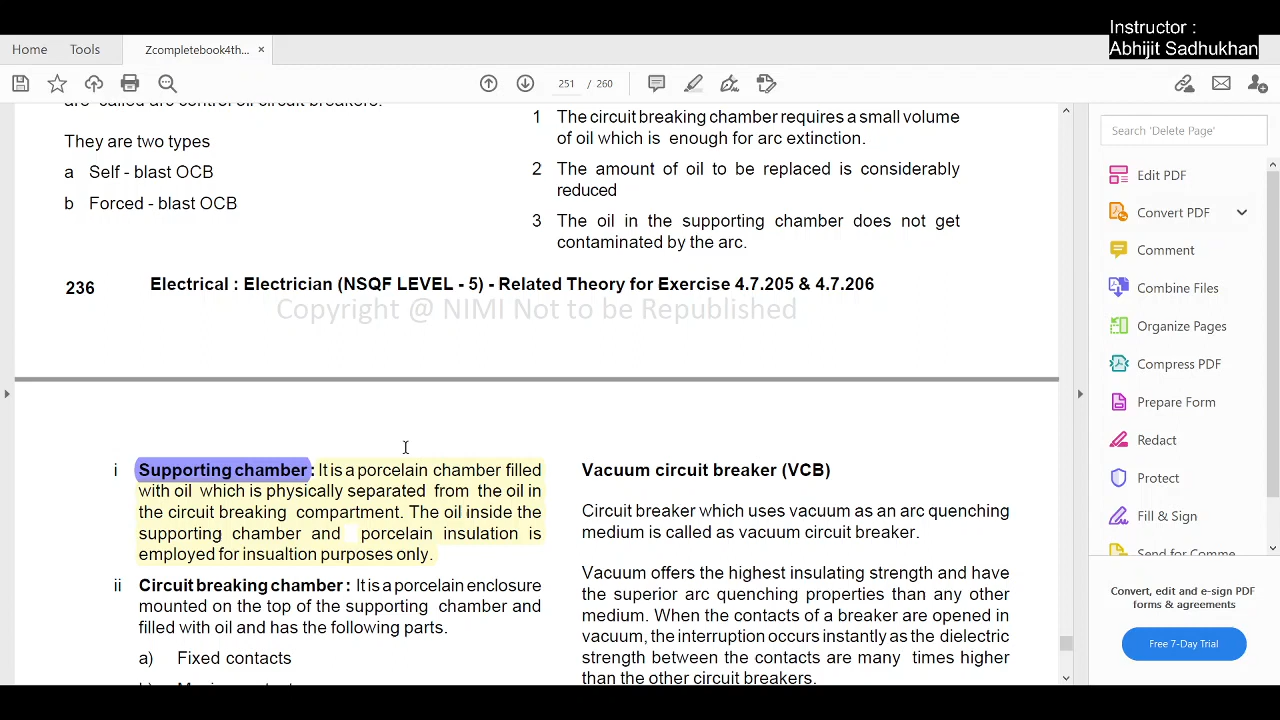 Instructor :
Abhijit Sadhukhan
Home
Tools
Zcompletebook4th...
×
251 / 260
Search 'Delete Page'
They are two types
a Self - blast OCB
b Forced - blast OCB
1 The circuit breaking chamber requires a small volume
of oil which is enough for arc extinction.
2 The amount of oil to be replaced is considerably
reduced
3 The oil in the supporting chamber does not get
contaminated by the arc.
236
Electrical : Electrician (NSQF LEVEL - 5) - Related Theory for Exercise 4.7.205 & 4.7.206
Copyright @ NIMI Not to be Republished
i Supporting chamber : It is a porcelain chamber filled
with oil which is physically separated from the oil in
the circuit breaking compartment. The oil inside the
supporting chamber and porcelain insulation is
employed for insualtion purposes only.
ii Circuit breaking chamber : It is a porcelain enclosure
mounted on the top of the supporting chamber and
filled with oil and has the following parts.
a) Fixed contacts
Vacuum circuit breaker (VCB)
Circuit breaker which uses vacuum as an arc quenching
medium is called as vacuum circuit breaker.
Vacuum offers the highest insulating strength and have
the superior arc quenching properties than any other
medium. When the contacts of a breaker are opened in
vacuum, the interruption occurs instantly as the dielectric
strength between the contacts are many times higher
than the other circuit breakers.
Edit PDF
Convert PDF
Comment
Combine Files
Organize Pages
Compress PDF
Prepare Form
Redact
Protect
Fill & Sign
Send for Comme
Convert, edit and e-sign PDF
forms & agreements
Free 7-Day Trial